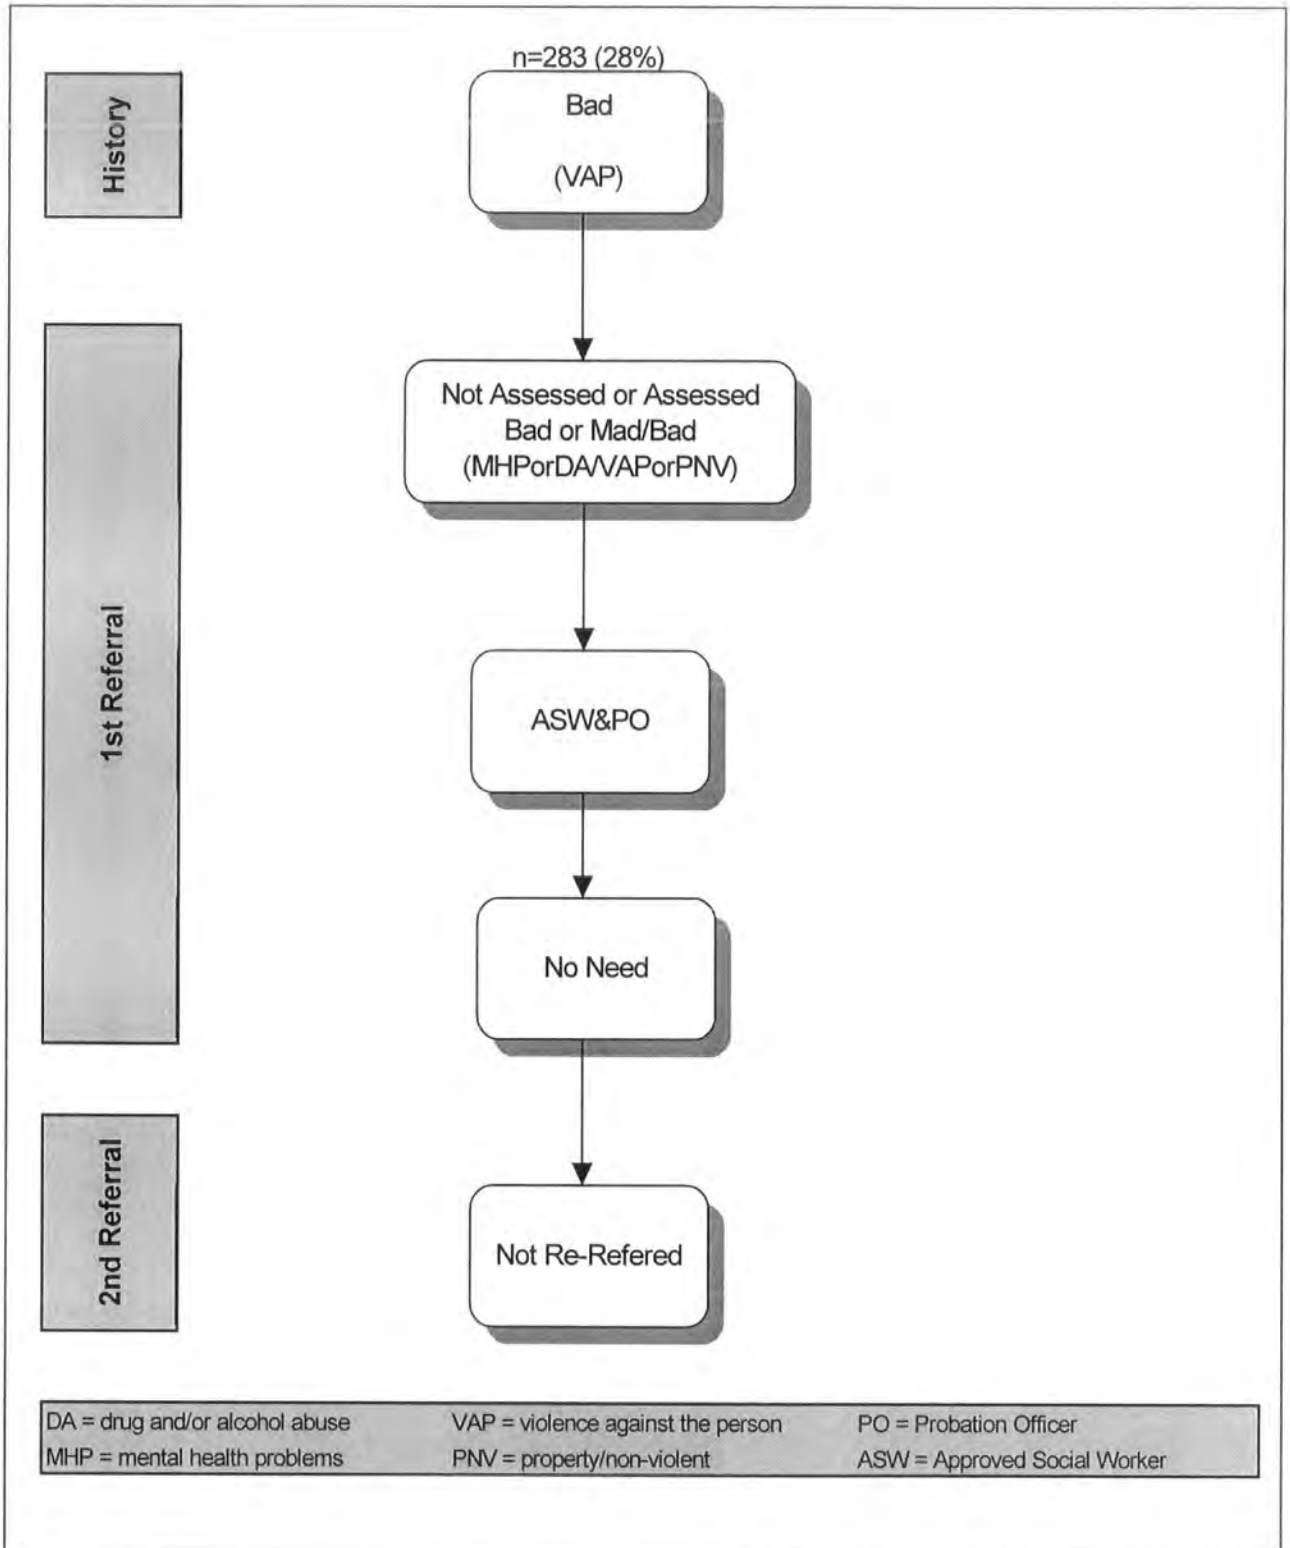 n=283 (28%)
History
Bad
(VAP)
1st Referral
Not Assessed or Assessed
Bad or Mad/Bad
(MHPorDA/VAPorPNV)
ASW&PO
No Need
2nd Referral
Not Re-Refered
DA = drug and/or alcohol abuse VAP = violence against the person PO = Probation Officer
MHP = mental health problems PNV = property/non-violent ASW = Approved Social Worker